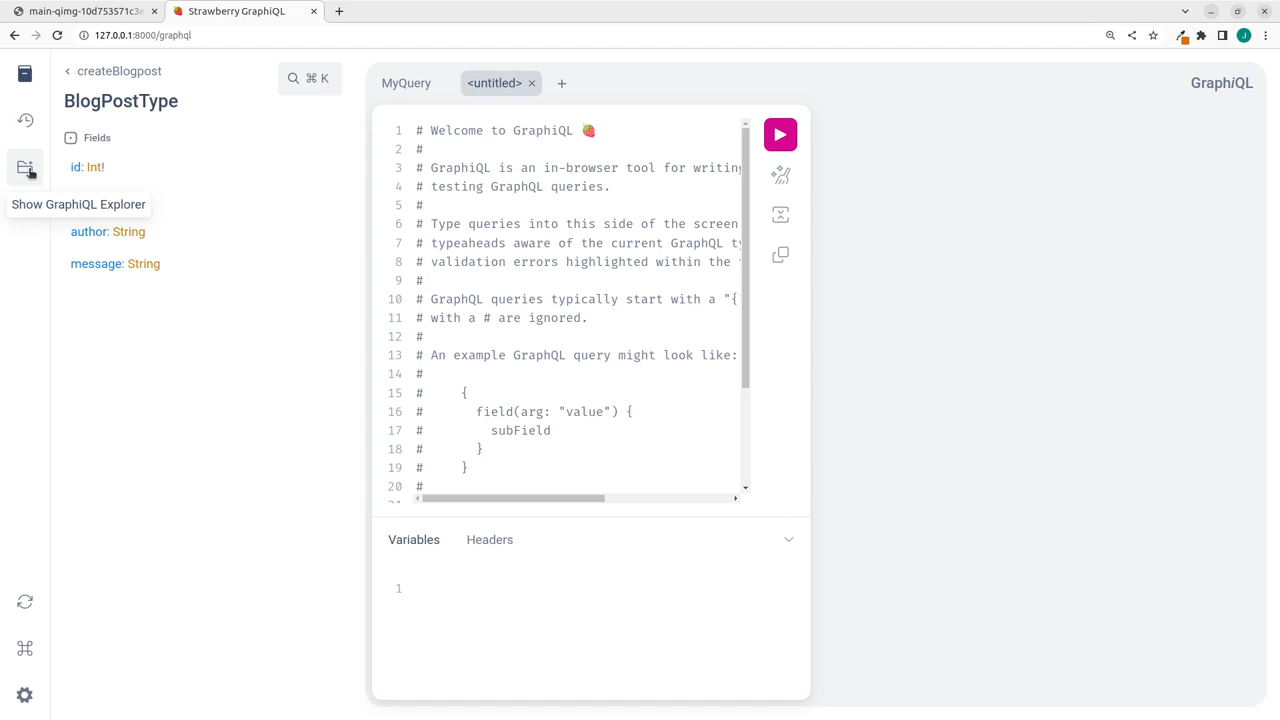 main-qimg-10d753571c3
Strawberry GraphiQL
127.0.0.1:8000/graphql
J
createBlogpost
⌘ K
BlogPostType
Fields
id: Int!
Show GraphiQL Explorer
author: String
message: String
MyQuery
<untitled>
GraphiQL
1 # Welcome to GraphiQL 🍓
2 #
3 # GraphiQL is an in-browser tool for writing
4 # testing GraphQL queries.
5 #
6 # Type queries into this side of the screen
7 # typeaheads aware of the current GraphQL t
8 # validation errors highlighted within the
9 #
10 # GraphQL queries typically start with a "{
11 # with a # are ignored.
12 #
13 # An example GraphQL query might look like:
14 #
15 #     {
16 #       field(arg: "value") {
17 #         subField
18 #       }
19 #     }
20 #
Variables
Headers
1